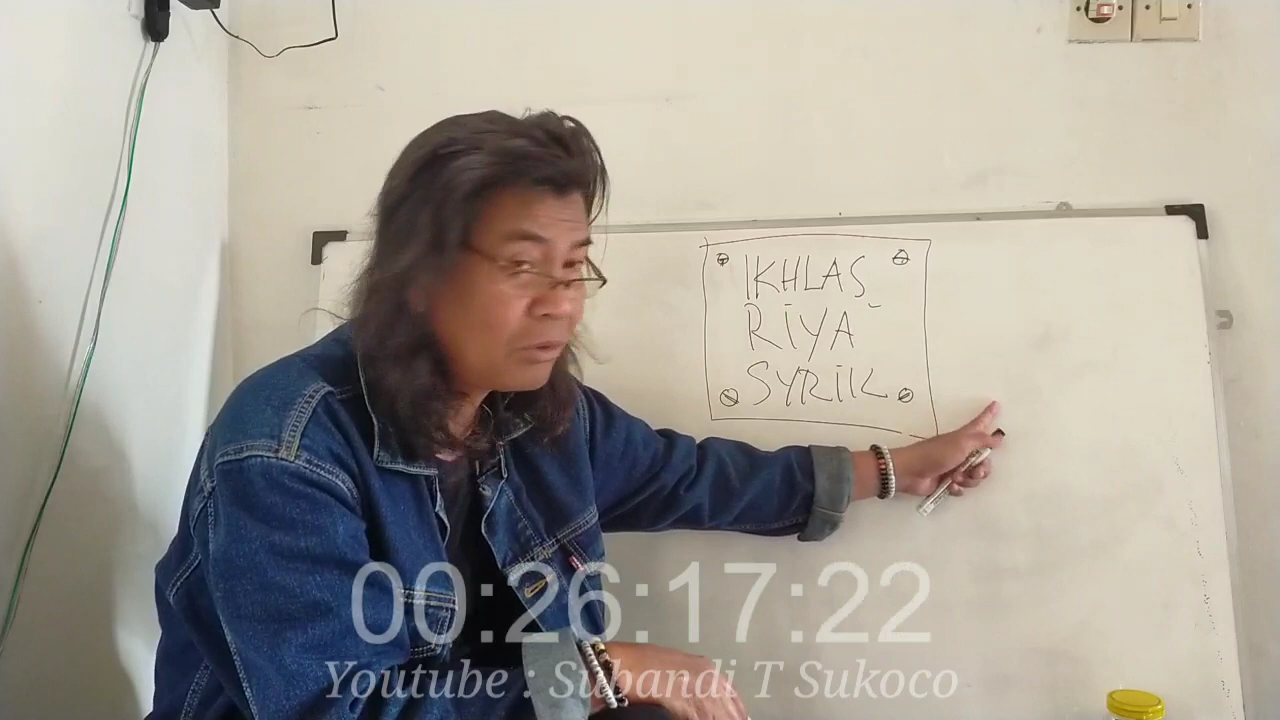 IKHLAS
RIYA
SYRIK
00:26:17:22
Youtube : Subandi T Sukoco